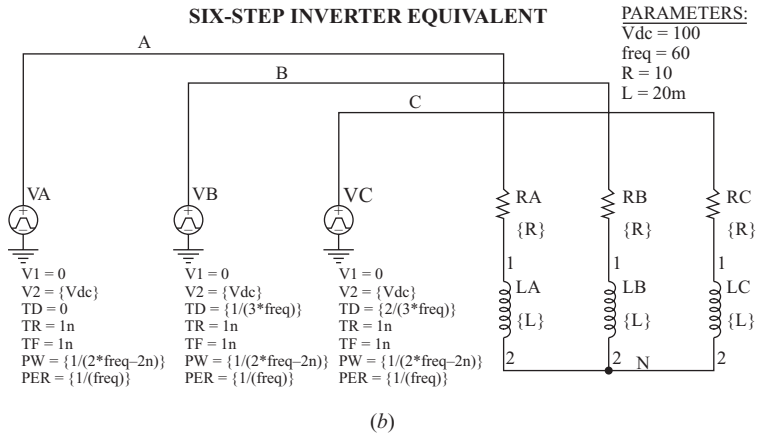 SIX-STEP INVERTER EQUIVALENT
PARAMETERS:
Vdc = 100
freq = 60
R = 10
L = 20m
A
B
C
VA
VB
VC
RA
{R}
RB
{R}
RC
{R}
V1 = 0
V2 = {Vdc}
TD = 0
TR = 1n
TF = 1n
PW = {1/(2*freq–2n)}
PER = {1/(freq)}
V1 = 0
V2 = {Vdc}
TD = {1/(3*freq)}
TR = 1n
TF = 1n
PW = {1/(2*freq–2n)}
PER = {1/(freq)}
V1 = 0
V2 = {Vdc}
TD = {2/(3*freq)}
TR = 1n
TF = 1n
PW = {1/(2*freq–2n)}
PER = {1/(freq)}
1
LA
{L}
2
1
LB
{L}
2
1
LC
{L}
2
N
(b)